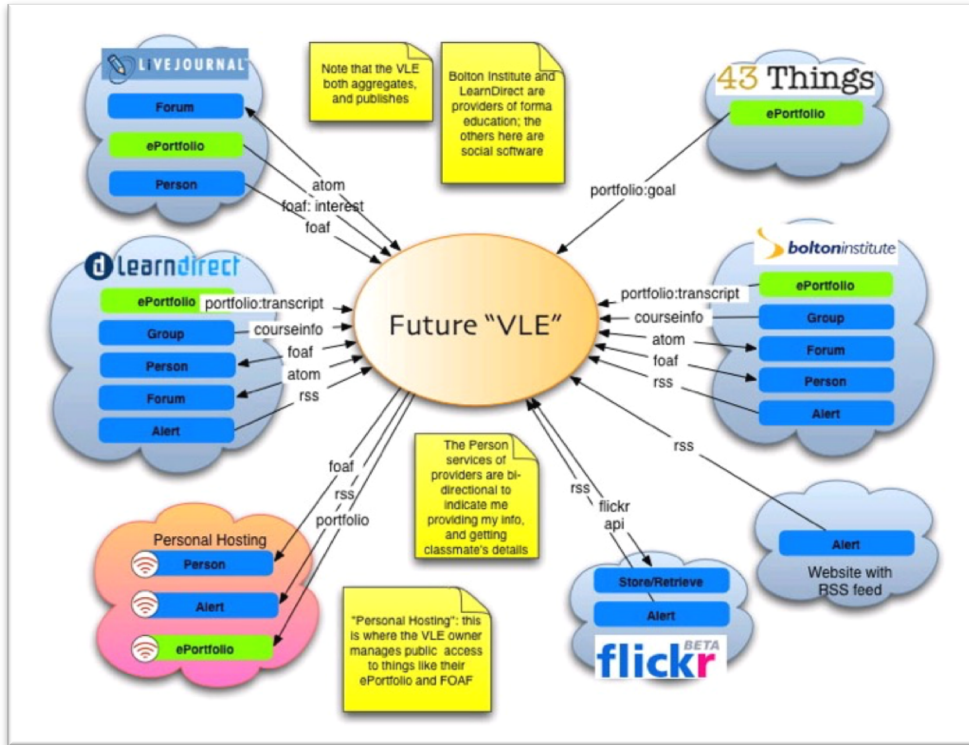 LiVEJOURNAL
Forum
ePortfolio
Person
atom
foaf: interest
foaf
Note that the VLE
both aggregates,
and publishes
Bolton Institute and
LearnDirect are
providers of forma
education; the
others here are
social software
43 Things
ePortfolio
portfolio:goal
learndirect
ePortfolio
Group
Person
Forum
Alert
portfolio:transcript
courseinfo
foaf
atom
rss
Future "VLE"
boltoninstitute
ePortfolio
Group
Forum
Person
Alert
portfolio:transcript
courseinfo
atom
foaf
rss
foaf
rss
portfolio
The Person
services of
providers are bi-
directional to
indicate me
providing my info,
and getting
classmate's details
rss
flickr
api
rss
Personal Hosting
Person
Alert
ePortfolio
"Personal Hosting": this
is where the VLE owner
manages public access
to things like their
ePortfolio and FOAF
Store/Retrieve
Alert
BETA
flickr
Alert
Website with
RSS feed